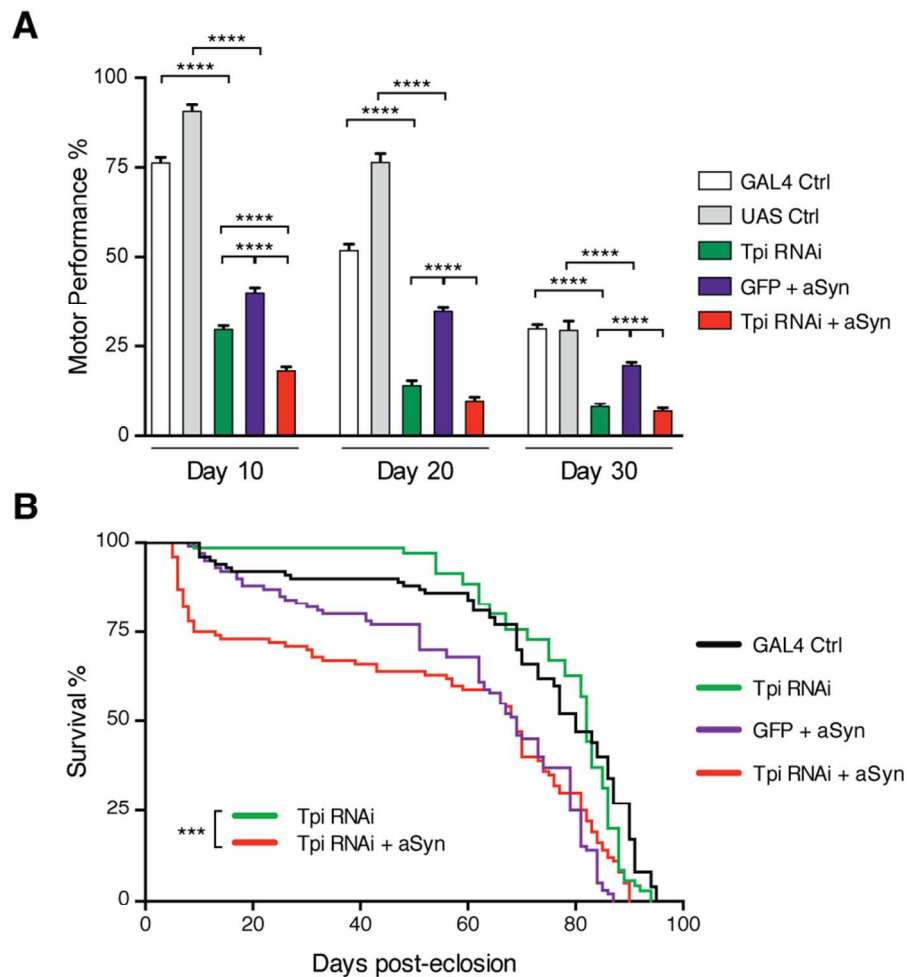 A
**** 
**** 
**** 
**** 
**** 
**** 
**** 
**** 
**** 
**** 
**** 
****
100
75
50
25
0
Motor Performance %
GAL4 Ctrl
UAS Ctrl
Tpi RNAi
GFP + aSyn
Tpi RNAi + aSyn
Day 10 Day 20 Day 30
B
100
75
50
25
0
Survival %
GAL4 Ctrl
Tpi RNAi
GFP + aSyn
Tpi RNAi + aSyn
*** Tpi RNAi
Tpi RNAi + aSyn
0 20 40 60 80 100
Days post-eclosion